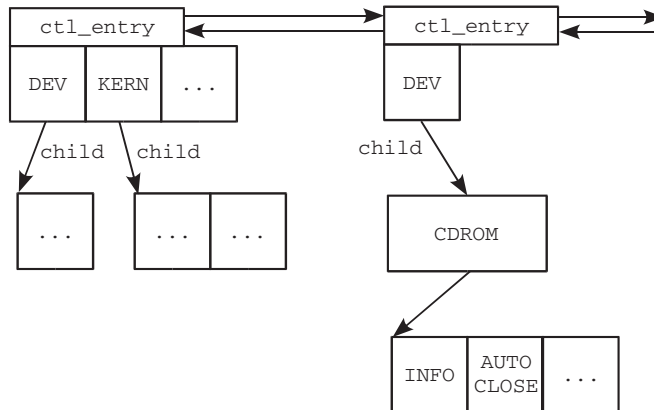 ctl_entry
ctl_entry
DEV
KERN
...
DEV
child
child
child
...
...
...
CDROM
INFO
AUTO
CLOSE
...